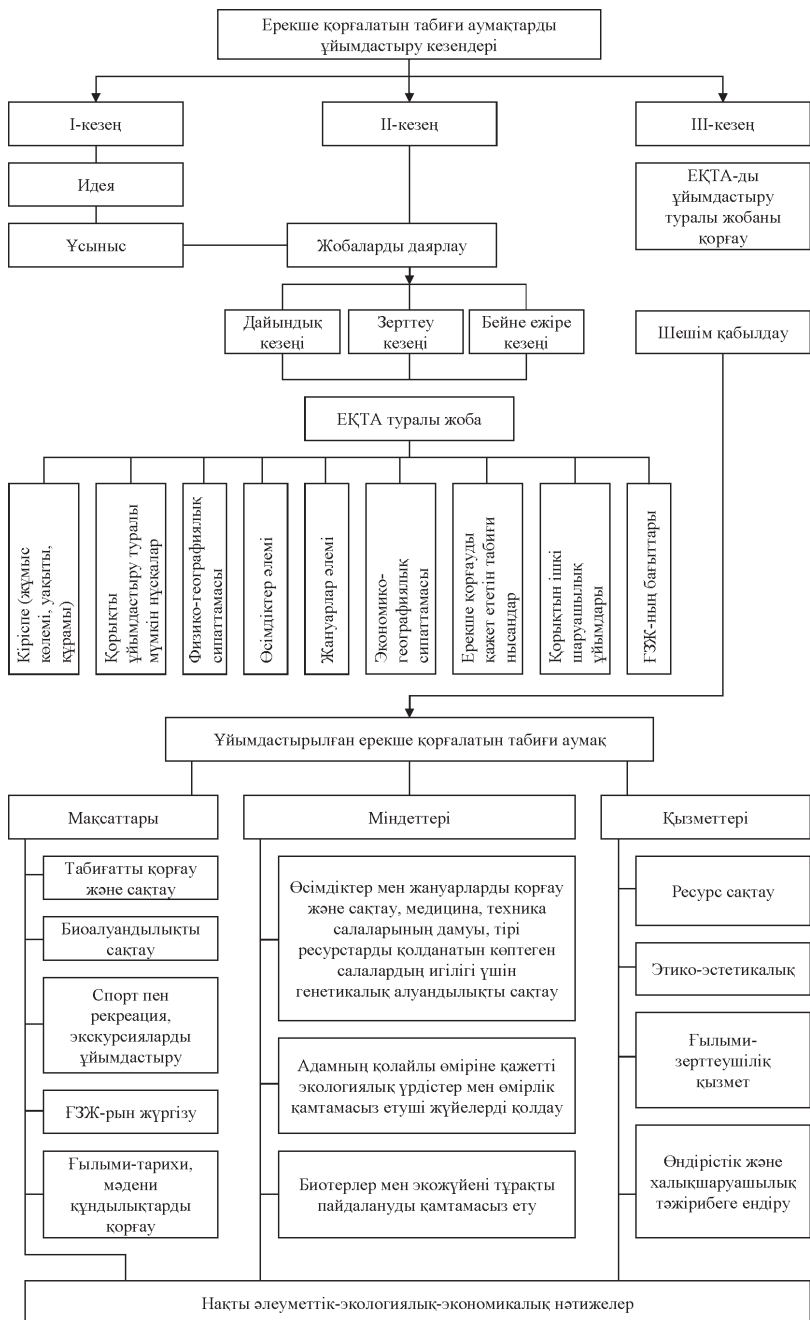 Ерекше қорғалатын табиғи аумақтарды
ұйымдастыру кезендері
I-кезең
II-кезең
III-кезең
Идея
ЕҚТА-ды
ұйымдастыру
туралы жобаны
қорғау
Ұсыныс
Жобаларды даярлау
Дайындық
кезеңі
Зерттеу
кезеңі
Бейне ежіре
кезеңі
Шешім қабылдау
ЕҚТА туралы жоба
Кіріспе (жұмыс
көлемі, уақыты,
құрамы)
Қорықты
ұйымдастыру туралы
мүмкін нұсқалар
Физико-географиялық
сипаттамасы
Өсімдіктер әлемі
Жануарлар әлемі
Экономико-
географиялық
сипаттамасы
Ерекше қорғауды
қажет ететін табиғи
нысандар
Қорықтын ішкі
шаруашылық
ұйымдары
ҒЗЖ-ның бағыттары
Ұйымдастырылған ерекше қорғалатын табиғи аумақ
Мақсаттары
Міндеттері
Қызметтері
Табиғатты қорғау
және сақтау
Биоалуандылықты
сақтау
Спорт пен
рекреация,
экскурсияларды
ұйымдастыру
ҒЗЖ-рын жүргізу
Ғылыми-тарихи,
мәдени
құндылықтарды
қорғау
Өсімдіктер мен жануарларды қорғау
және сақтау, медицина, техника
салаларының дамуы, тірі
ресурстарды қолданатын көптеген
салалардың игілігі үшін
генетикалық алуандылықты сақтау
Адамның қолайлы өміріне қажетті
экологиялық үрдістер мен өмірлік
қамтамасыз етуші жүйелерді қолдау
Биотерлер мен экожүйені тұрақты
пайдалануды қамтамасыз ету
Ресурс сақтау
Этико-эстетикалық
Ғылыми-
зерттеушілік
қызмет
Өндірістік және
халықшаруашылық
тәжірибеге ендіру
Нақты әлеуметтік-экологиялық-экономикалық нәтижелер